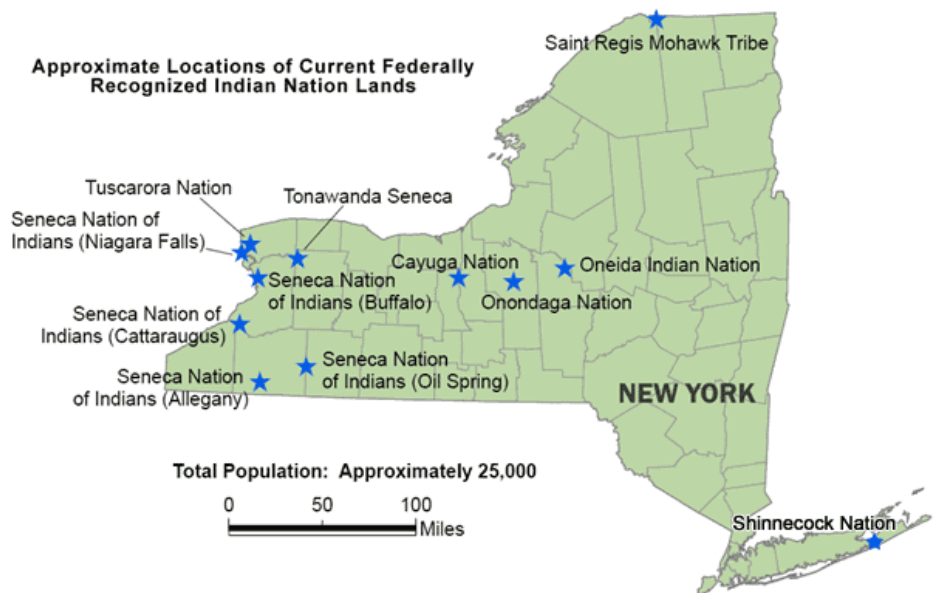 Saint Regis Mohawk Tribe
Approximate Locations of Current Federally
Recognized Indian Nation Lands
Tuscarora Nation
Tonawanda Seneca
Seneca Nation of
Indians (Niagara Falls)
Cayuga Nation
Oneida Indian Nation
Seneca Nation
of Indians (Buffalo)
Onondaga Nation
Seneca Nation of
Indians (Cattaraugus)
Seneca Nation
of Indians (Oil Spring)
Seneca Nation
of Indians (Allegany)
NEW YORK
Total Population: Approximately 25,000
0 50 100
Miles
Shinnecock Nation